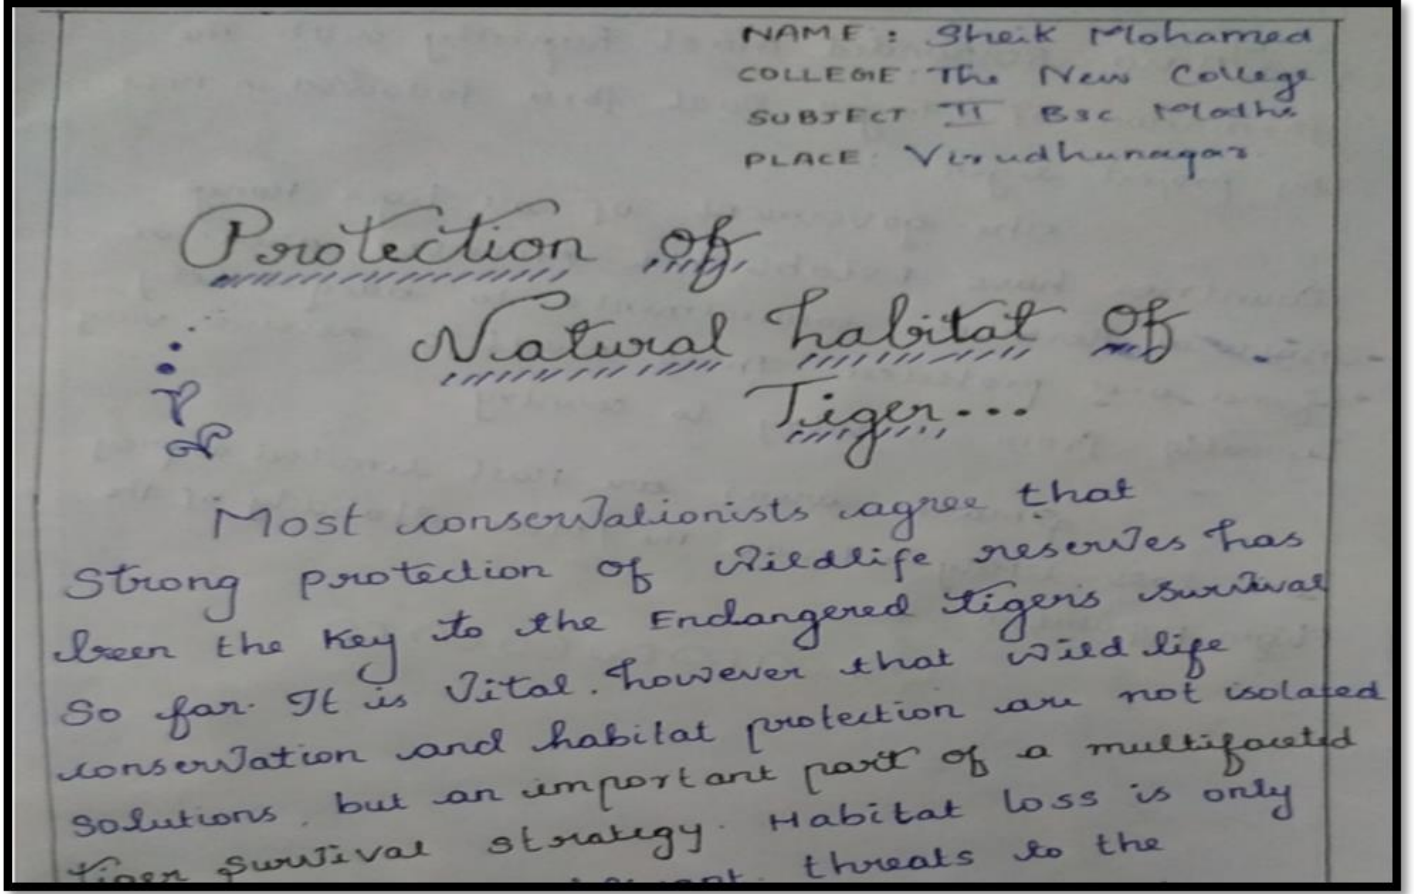 NAME : Sheik Mohamed
COLLEGE : The New College
SUBJECT II Bsc Maths
PLACE : Virudhunagar
Protection of
Natural habitat of
Tiger...
Most conservationists agree that
Strong protection of wildlife reserves has
been the key to the Endangered tiger's survival
So far. It is Vital. however that wild life
conservation and habitat protection are not isolated
solutions, but an important part of a multifaceted
tiger survival strategy. Habitat loss is only
threats to the